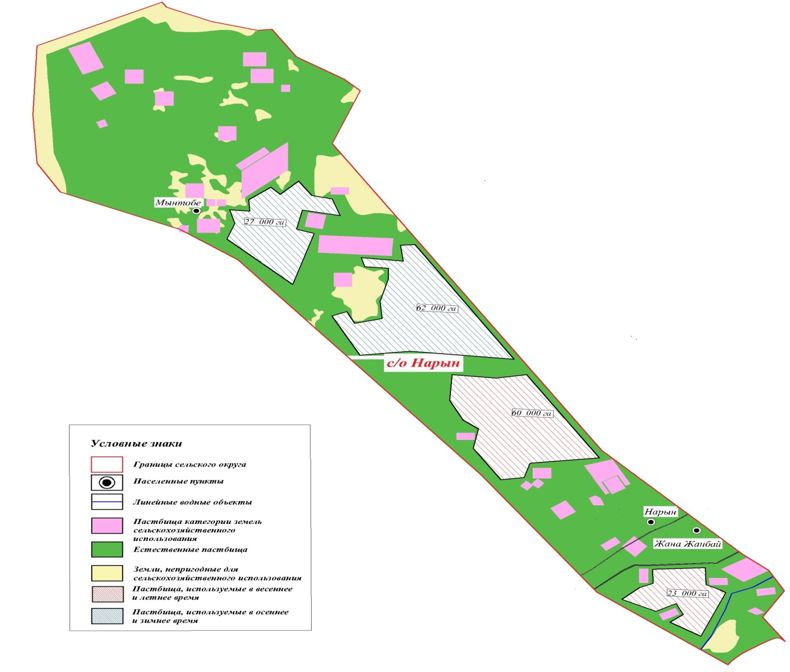 Мынтобе
27 000 га
62 000 га
с/о Нарын
60 000 га
Нарын
Жана Жанбай
23 000 га
Условные знаки
Границы сельского округа
Населенные пункты
Линейные водные объекты
Пастбища категории земель
сельскохозяйственного
использования
Естественные пастбища
Земли, непригодные для
сельскохозяйственного использования
Пастбища, используемые в весеннее
и летнее время
Пастбища, используемые в осеннее
и зимнее время